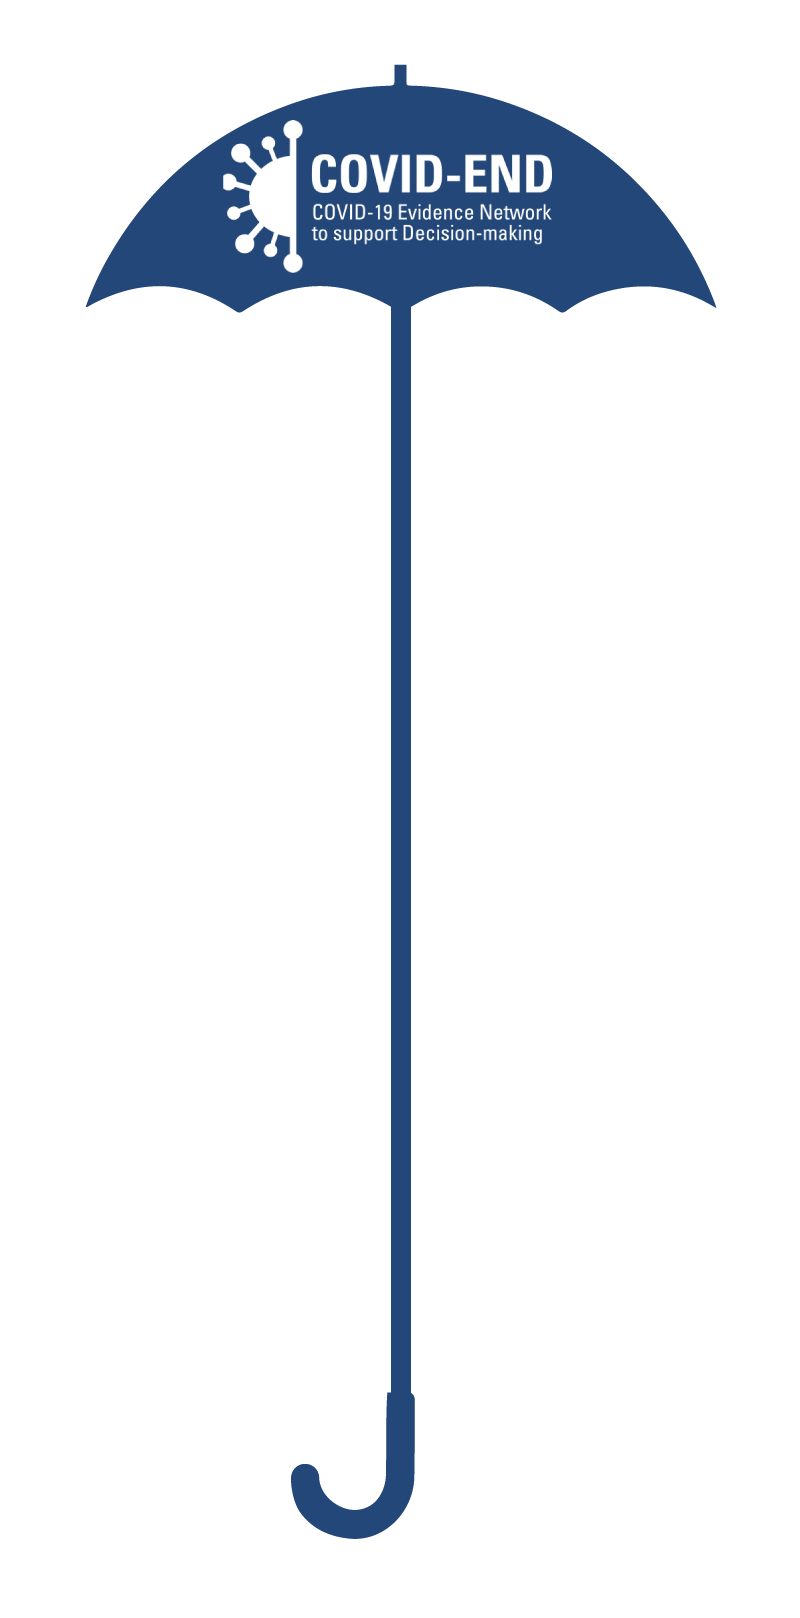 COVID-END
COVID-19 Evidence Network
to support Decision-making